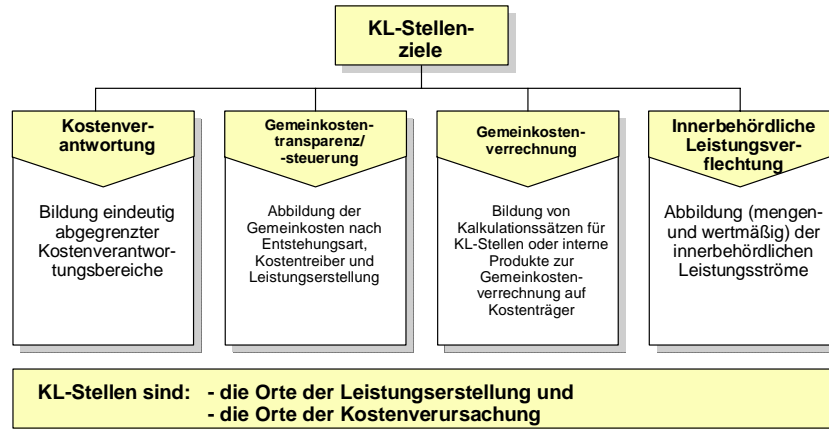 KL-Stellen-
ziele
Kostenver-
antwortung
Bildung eindeutig
abgegrenzter
Kostenverantwor-
tungsbereiche
Gemeinkosten-
transparenz/
-steuerung
Abbildung der
Gemeinkosten nach
Entstehungsart,
Kostentreiber und
Leistungserstellung
Gemeinkosten-
verrechnung
Bildung von
Kalkulationssätzen für
KL-Stellen oder interne
Produkte zur
Gemeinkosten-
verrechnung auf
Kostenträger
Innerbehördliche
Leistungsver-
flechtung
Abbildung (mengen-
und wertmäßig) der
innerbehördlichen
Leistungsströme
KL-Stellen sind: - die Orte der Leistungserstellung und
- die Orte der Kostenverursachung